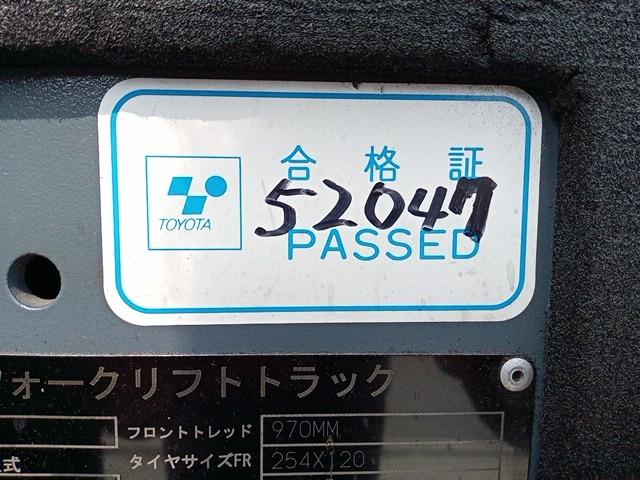 合格証
TOYOTA
52047
PASSED
ォークリフトトラック
フロントトレッド 970MM
式 タイヤサイズFR 254X120